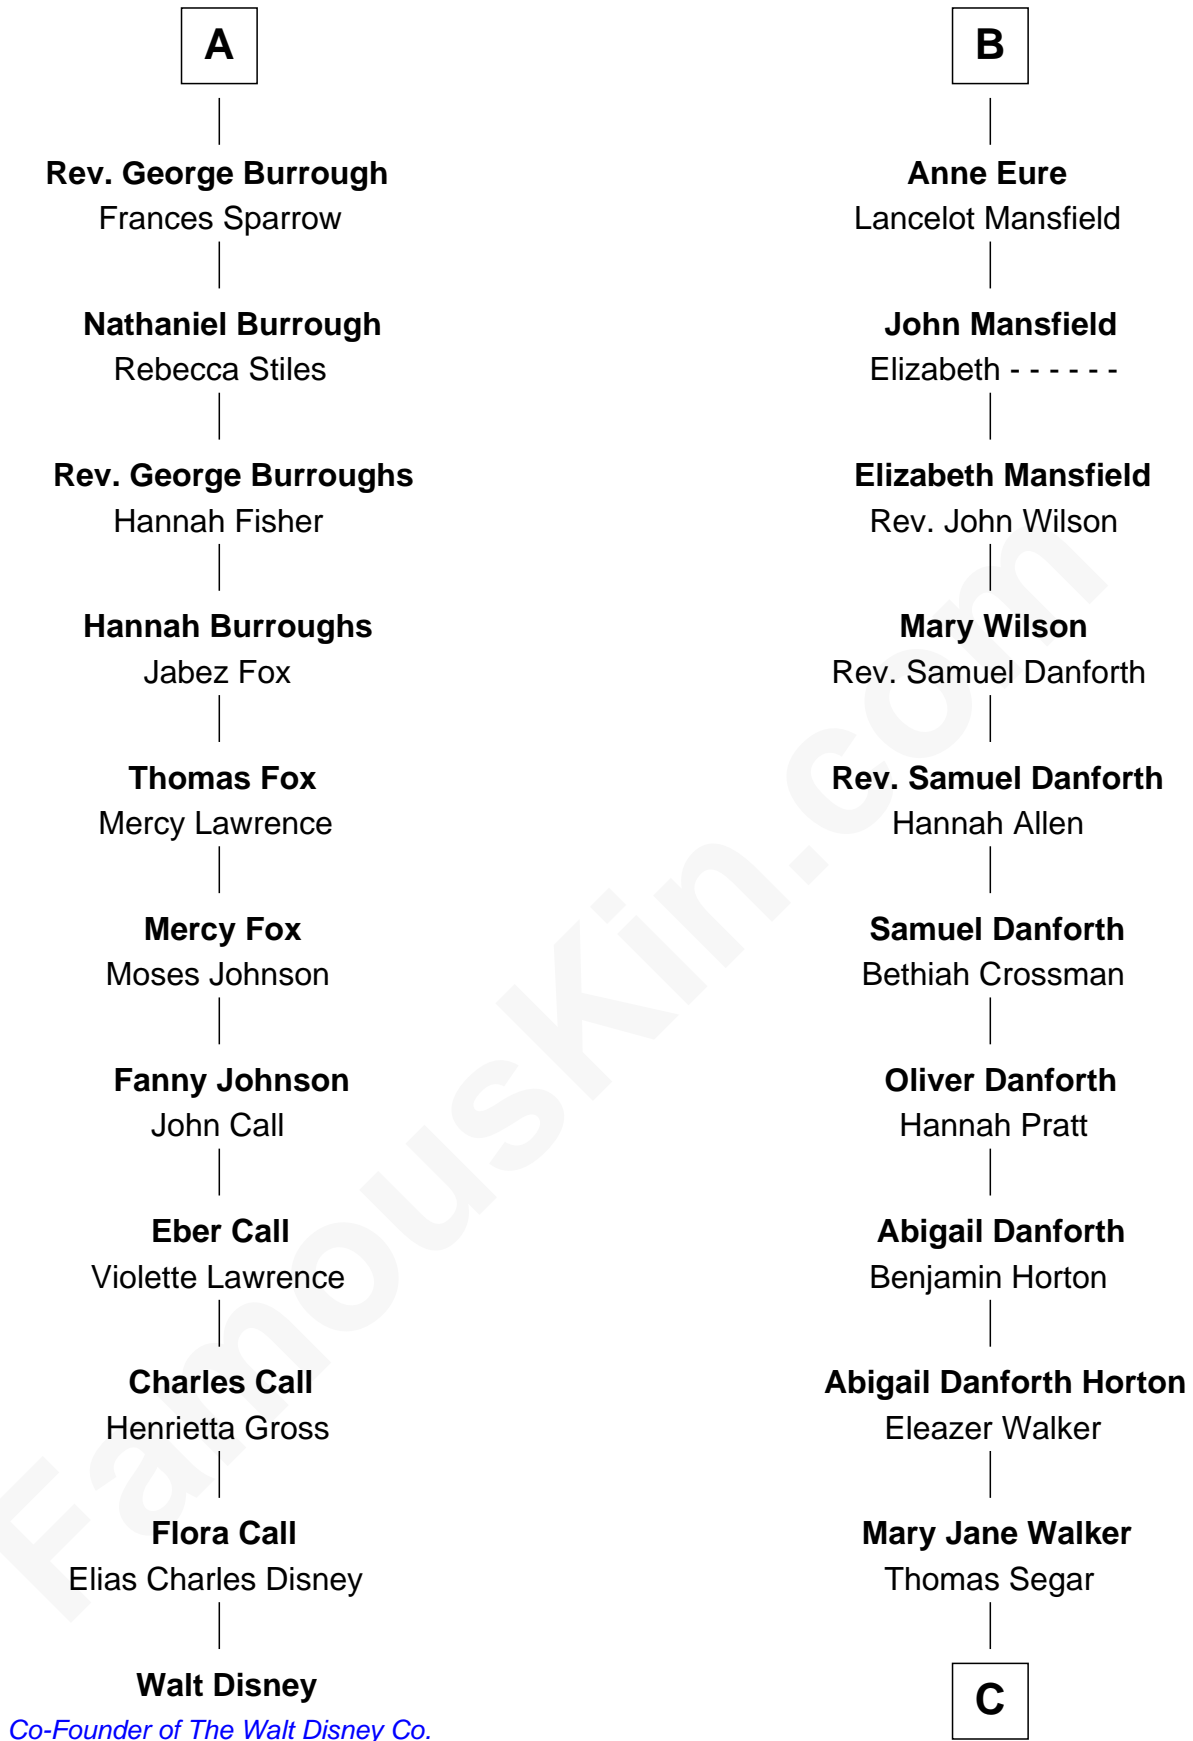 A
Rev. George Burrough
Frances Sparrow
Nathaniel Burrough
Rebecca Stiles
Rev. George Burroughs
Hannah Fisher
Hannah Burroughs
Jabez Fox
Thomas Fox
Mercy Lawrence
Mercy Fox
Moses Johnson
Fanny Johnson
John Call
Eber Call
Violette Lawrence
Charles Call
Henrietta Gross
Flora Call
Elias Charles Disney
Walt Disney
Co-Founder of The Walt Disney Co.
B
Anne Eure
Lancelot Mansfield
John Mansfield
Elizabeth - - - - - -
Elizabeth Mansfield
Rev. John Wilson
Mary Wilson
Rev. Samuel Danforth
Rev. Samuel Danforth
Hannah Allen
Samuel Danforth
Bethiah Crossman
Oliver Danforth
Hannah Pratt
Abigail Danforth
Benjamin Horton
Abigail Danforth Horton
Eleazer Walker
Mary Jane Walker
Thomas Segar
C
FamousKin.com